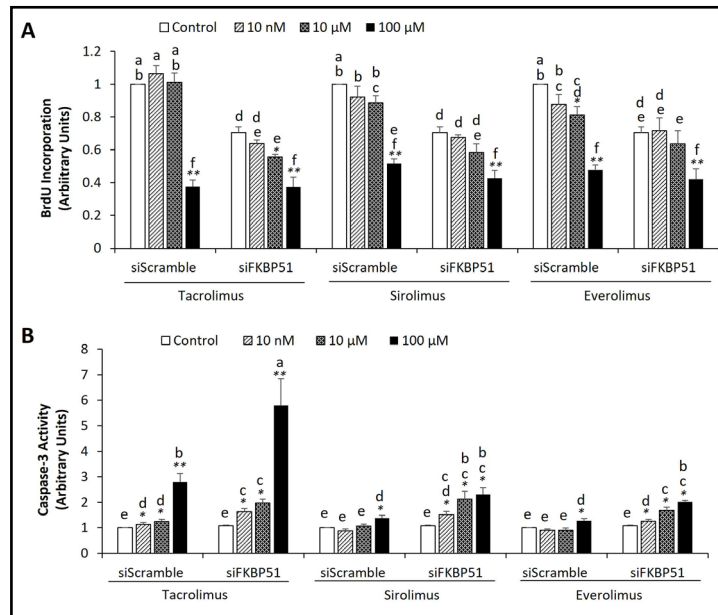 A
Control 10 nM 10 µM 100 µM
BrdU Incorporation
(Arbiitrary Units)
1.2
1
0.8
0.6
0.4
0.2
0
a b
a b
a b
f **
d
d e
e *
f **
a b
b d
b c
e f **
d
d e
d e
f **
a b
b c
c d *
f **
d e
d e
e
f **
siScramble siFKBP51 siScramble siFKBP51 siScramble siFKBP51
Tacrolimus Sirolimus Everolimus
B
Control 10 nM 10 µM 100 µM
Caspase-3 Activity
(Arbitrary Units)
8
7
6
5
4
3
2
1
0
e d * d * b ** e c * c * a **
e e e d * e c d * b c * b c *
e e e d * e d * c * b c *
siScramble siFKBP51 siScramble siFKBP51 siScramble siFKBP51
Tacrolimus Sirolimus Everolimus